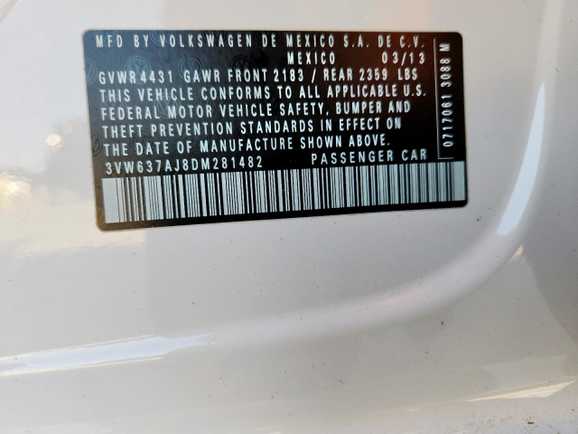 MFD BY VOLKSWAGEN DE MEXICO S.A. DE C.V.
MEXICO 03/13
GVWR 4431 GAWR FRONT 2183 / REAR 2359 LBS
THIS VEHICLE CONFORMS TO ALL APPLICABLE U.S.
FEDERAL MOTOR VEHICLE SAFETY, BUMPER AND
THEFT PREVENTION STANDARDS IN EFFECT ON
THE DATE OF MANUFACTURE SHOWN ABOVE.
3VW637AJ8DM281482 PASSENGER CAR
0717061 3088 M